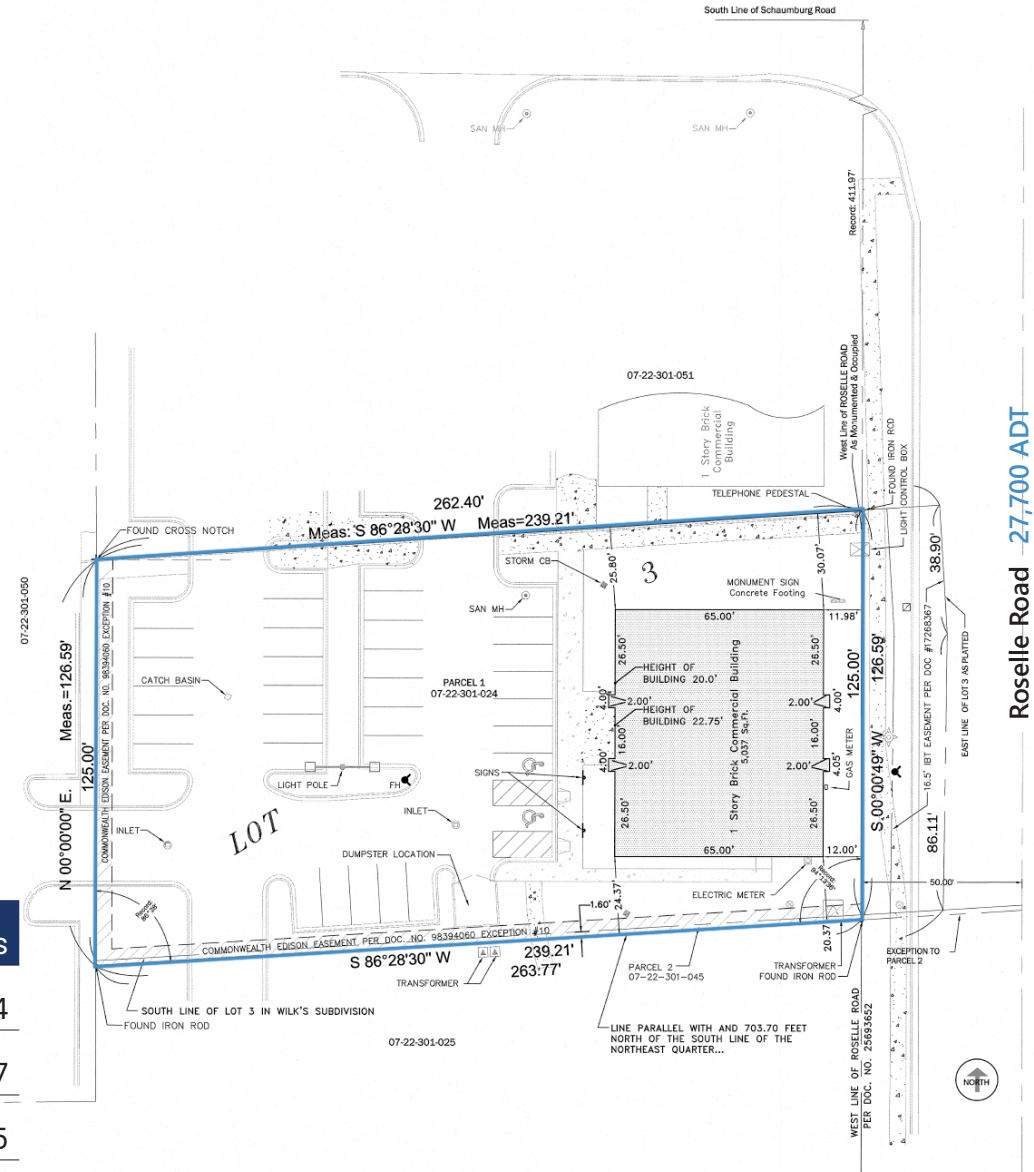 South Line of Schaumburg Road
SAN MH
SAN MH
Record: 411.97'
07-22-301-051
1 Story Brick
Commercial
Building
West Line of ROSELLE ROAD
As Monumented & Occupied
FOUND IRON ROD
LIGHT CONTROL BOX
TELEPHONE PEDESTAL
27,700 ADT
Roselle Road
262.40'
Meas: S 86°28'30" W
Meas=239.21'
FOUND CROSS NOTCH
STORM CB
25.80'
3
30.07'
38.90'
07-22-301-050
MONUMENT SIGN
Concrete Footing
SAN MH
65.00'
11.98'
COMMONWEALTH EDISON EASEMENT PER DOC. NO. 98394060 EXCEPTION #10
N 00°00'00" E.
Meas.=126.59'
125.00'
26.50'
26.50'
HEIGHT OF
BUILDING 20.0'
PARCEL 1
07-22-301-024
CATCH BASIN
4.00'
2.00'
2.00'
4.00'
HEIGHT OF
BUILDING 22.75'
16.00'
16.00'
1 Story Brick Commercial Building
5,037 Sq.Ft.
125.00'
126.59'
S.00°00'49" W
16.5' IBT EASEMENT PER DOC #17268367
EAST LINE OF LOT 3 AS PLATTED
4.00'
2.00'
2.00'
4.05'
GAS METER
SIGNS
LIGHT POLE
FH
26.50'
26.50'
86.11'
INLET
INLET
LOT
DUMPSTER LOCATION
65.00'
12.00'
Record:
86°28'
ELECTRIC METER
50.00'
24.37'
1.60'
20.37'
COMMONWEALTH EDISON EASEMENT PER DOC. NO. 98394060 EXCEPTION #10
S 86°28'30" W
239.21'
263.77'
TRANSFORMER
PARCEL 2
07-22-301-045
TRANSFORMER
FOUND IRON ROD
EXCEPTION TO
PARCEL 2
S
SOUTH LINE OF LOT 3 IN WILK'S SUBDIVISION
FOUND IRON ROD
07-22-301-025
LINE PARALLEL WITH AND 703.70 FEET
NORTH OF THE SOUTH LINE OF THE
NORTHEAST QUARTER...
WEST LINE OF ROSELLE ROAD
PER DOC. NO. 25693652
NORTH
4
7
5